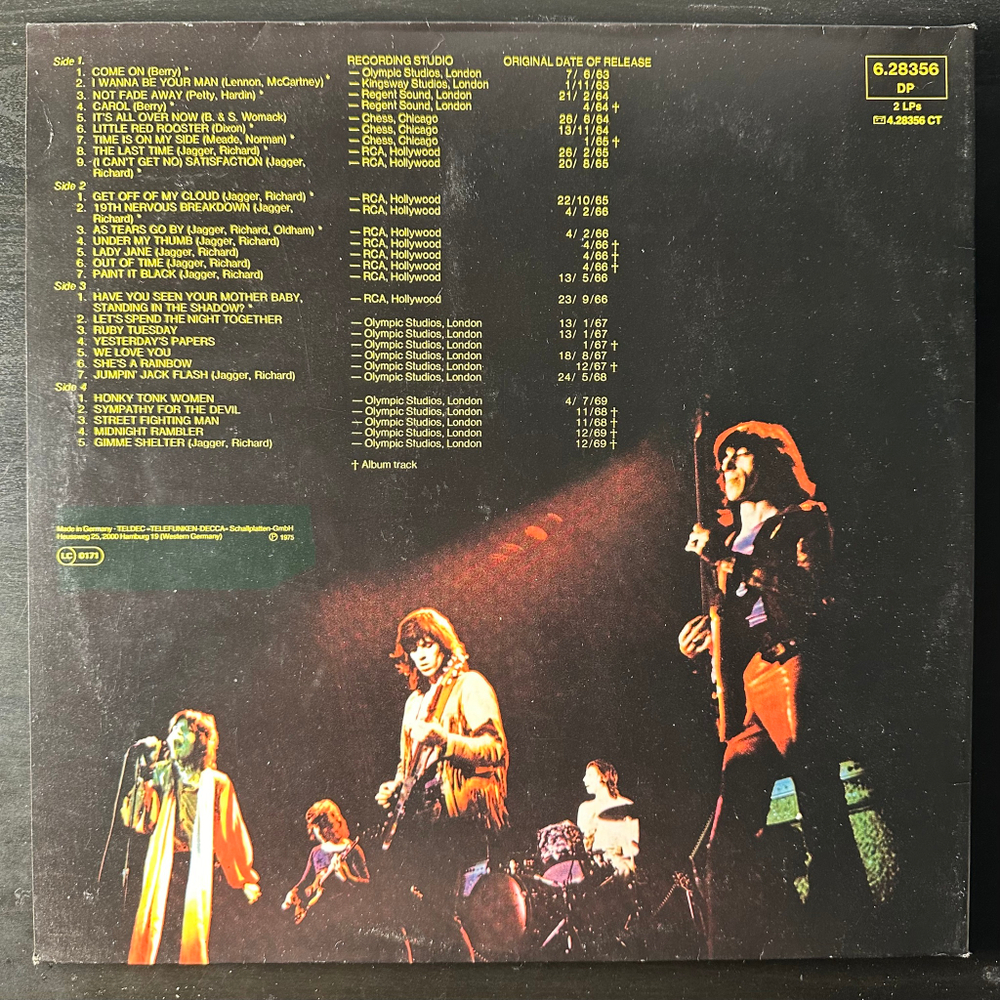 Side 1.
RECORDING STUDIO ORIGINAL DATE OF RELEASE
1. COME ON (Berry) * — Olympic Studios, London 7/ 6/63
2. I WANNA BE YOUR MAN (Lennon, McCartney) * — Kingsway Studios, London 1/11/63
3. NOT FADE AWAY (Petty, Hardin) * — Regent Sound, London 21/ 2/64
4. CAROL (Berry) * — Regent Sound, London 4/64 †
5. IT'S ALL OVER NOW (B. & S. Womack) — Chess, Chicago 26/ 6/64
6. LITTLE RED ROOSTER (Dixon) * — Chess, Chicago 13/11/64
7. TIME IS ON MY SIDE (Meade, Norman) * — Chess, Chicago 1/65 †
8. THE LAST TIME (Jagger, Richard) * — RCA, Hollywood 26/ 2/65
9. (I CAN'T GET NO) SATISFACTION (Jagger, — RCA, Hollywood 20/ 8/65
Richard) *
Side 2
1. GET OFF OF MY CLOUD (Jagger, Richard) * — RCA, Hollywood 22/10/65
2. 19TH NERVOUS BREAKDOWN (Jagger, — RCA, Hollywood 4/ 2/66
Richard) *
3. AS TEARS GO BY (Jagger, Richard, Oldham) * — RCA, Hollywood 4/ 2/66
4. UNDER MY THUMB (Jagger, Richard) — RCA, Hollywood 4/66 †
5. LADY JANE (Jagger, Richard) — RCA, Hollywood 4/66 †
6. OUT OF TIME (Jagger, Richard) — RCA, Hollywood 4/66 †
7. PAINT IT BLACK (Jagger, Richard) — RCA, Hollywood 13/ 5/66
Side 3
1. HAVE YOU SEEN YOUR MOTHER BABY, — RCA, Hollywood 23/ 9/66
STANDING IN THE SHADOW? *
2. LET'S SPEND THE NIGHT TOGETHER — Olympic Studios, London 13/ 1/67
3. RUBY TUESDAY — Olympic Studios, London 13/ 1/67
4. YESTERDAY'S PAPERS — Olympic Studios, London 1/67 †
5. WE LOVE YOU — Olympic Studios, London 18/ 8/67
6. SHE'S A RAINBOW — Olympic Studios, London 12/67 †
7. JUMPIN' JACK FLASH (Jagger, Richard) — Olympic Studios, London 24/ 5/68
Side 4
1. HONKY TONK WOMEN — Olympic Studios, London 4/ 7/69
2. SYMPATHY FOR THE DEVIL — Olympic Studios, London 11/68 †
3. STREET FIGHTING MAN — Olympic Studios, London 11/68 †
4. MIDNIGHT RAMBLER — Olympic Studios, London 12/69 †
5. GIMME SHELTER (Jagger, Richard) — Olympic Studios, London 12/69 †
† Album track
6.28356
DP
2 LPs
4.28356 CT
Made in Germany · TELDEC »TELEFUNKEN-DECCA« Schallplatten-GmbH
Heussweg 25, 2000 Hamburg 19 (Western Germany) ℗ 1975
LC 0171